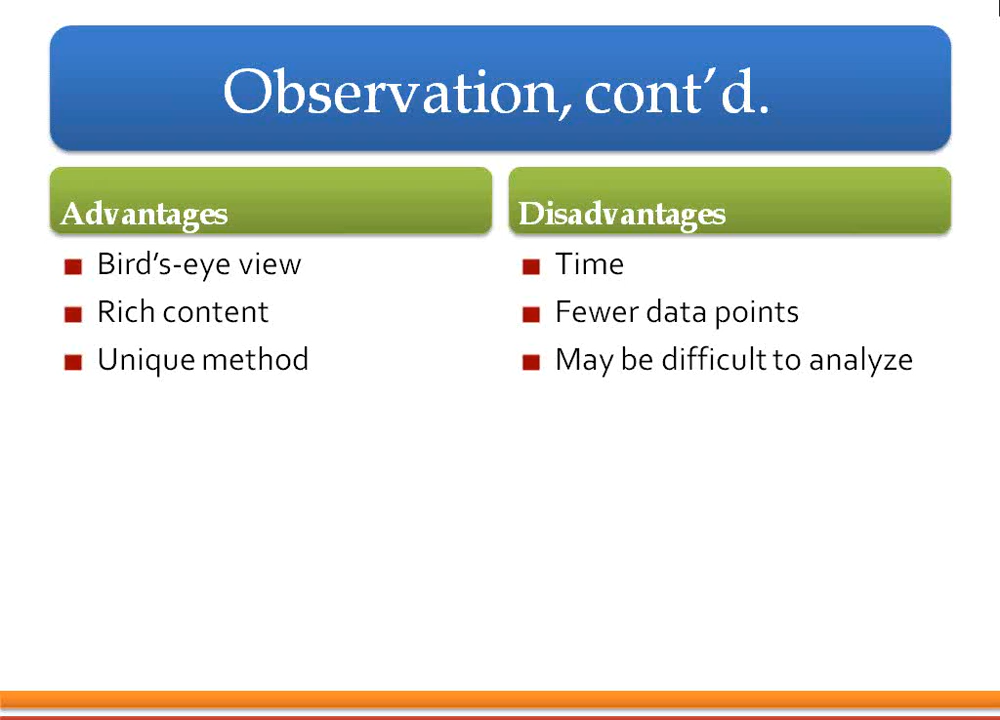 Observation, cont’d.
Advantages
Bird’s-eye view
Rich content
Unique method
Disadvantages
Time
Fewer data points
May be difficult to analyze